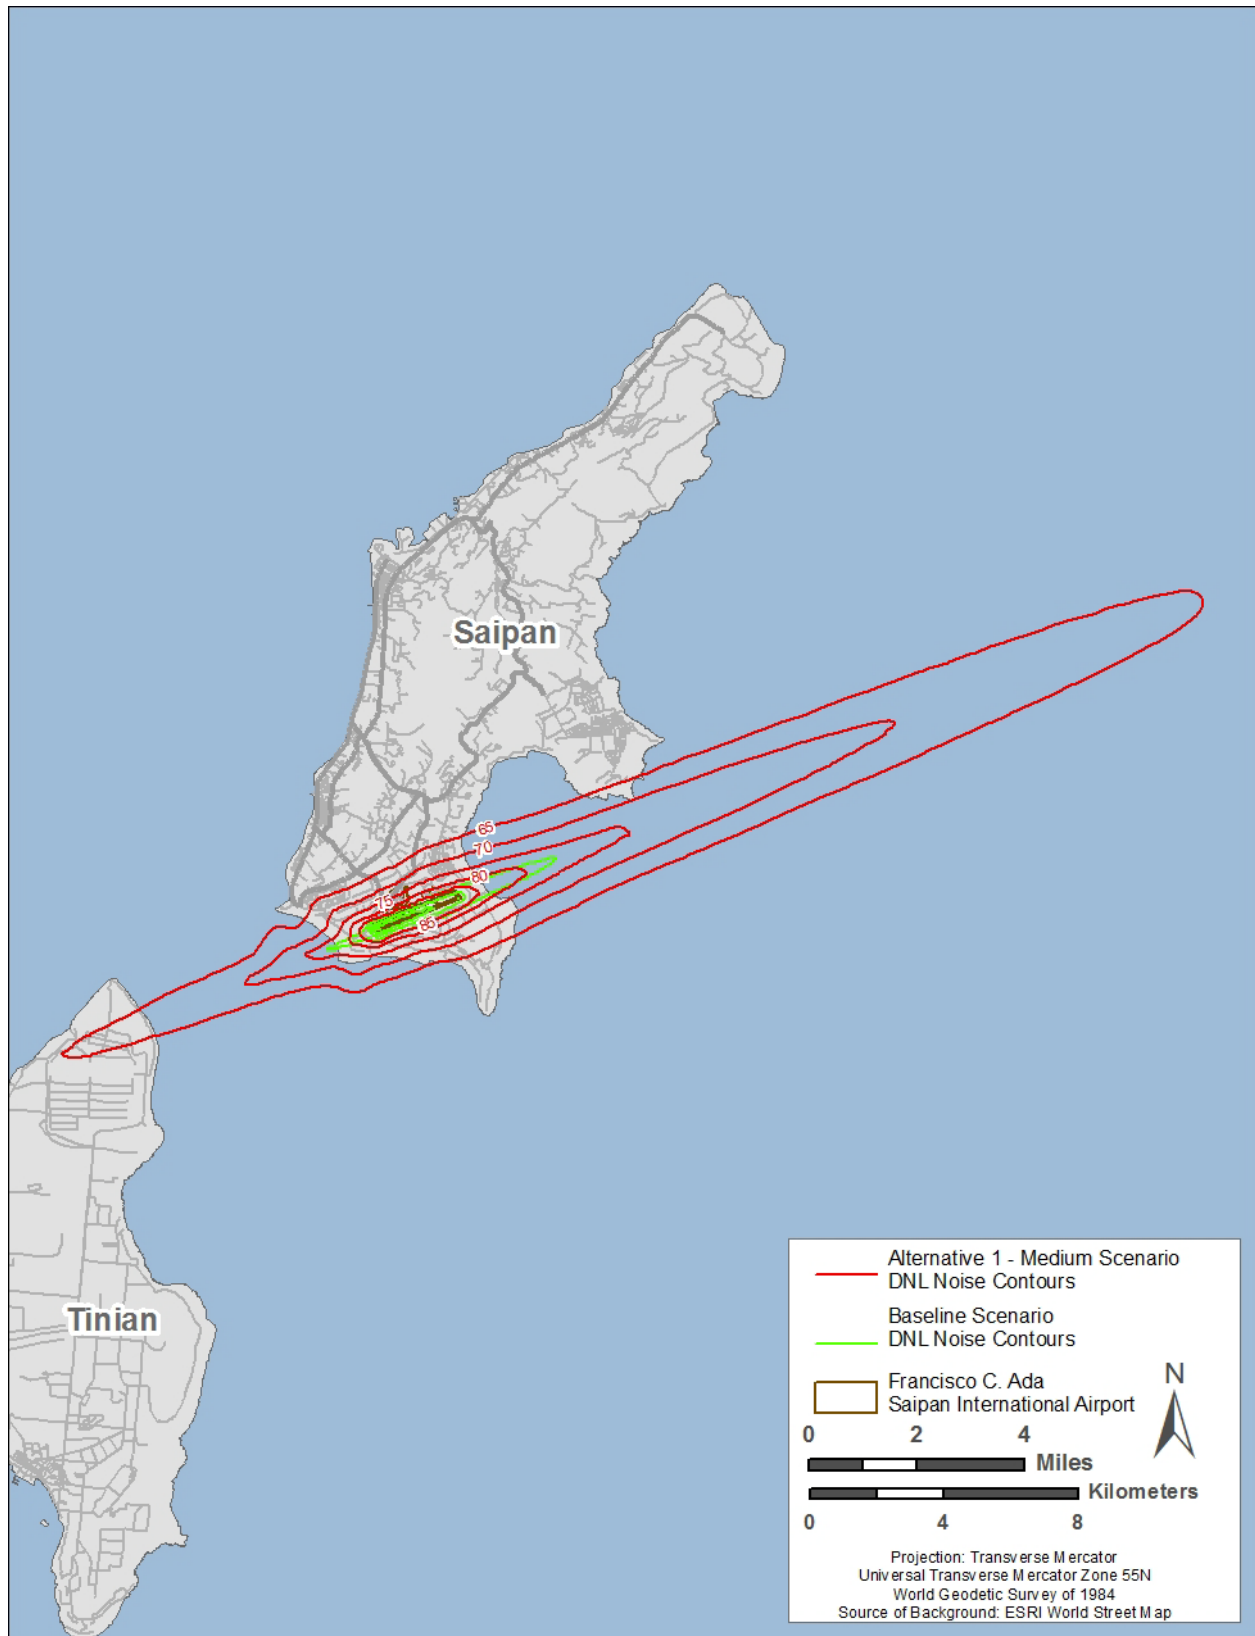 Saipan
65
70
80
75
85
Tinian
Alternative 1 - Medium Scenario
DNL Noise Contours
Baseline Scenario
DNL Noise Contours
Francisco C. Ada
Saipan International Airport
N
0 2 4
Miles
Kilometers
0 4 8
Projection: Transverse Mercator
Universal Transverse Mercator Zone 55N
World Geodetic Survey of 1984
Source of Background: ESRI World Street Map